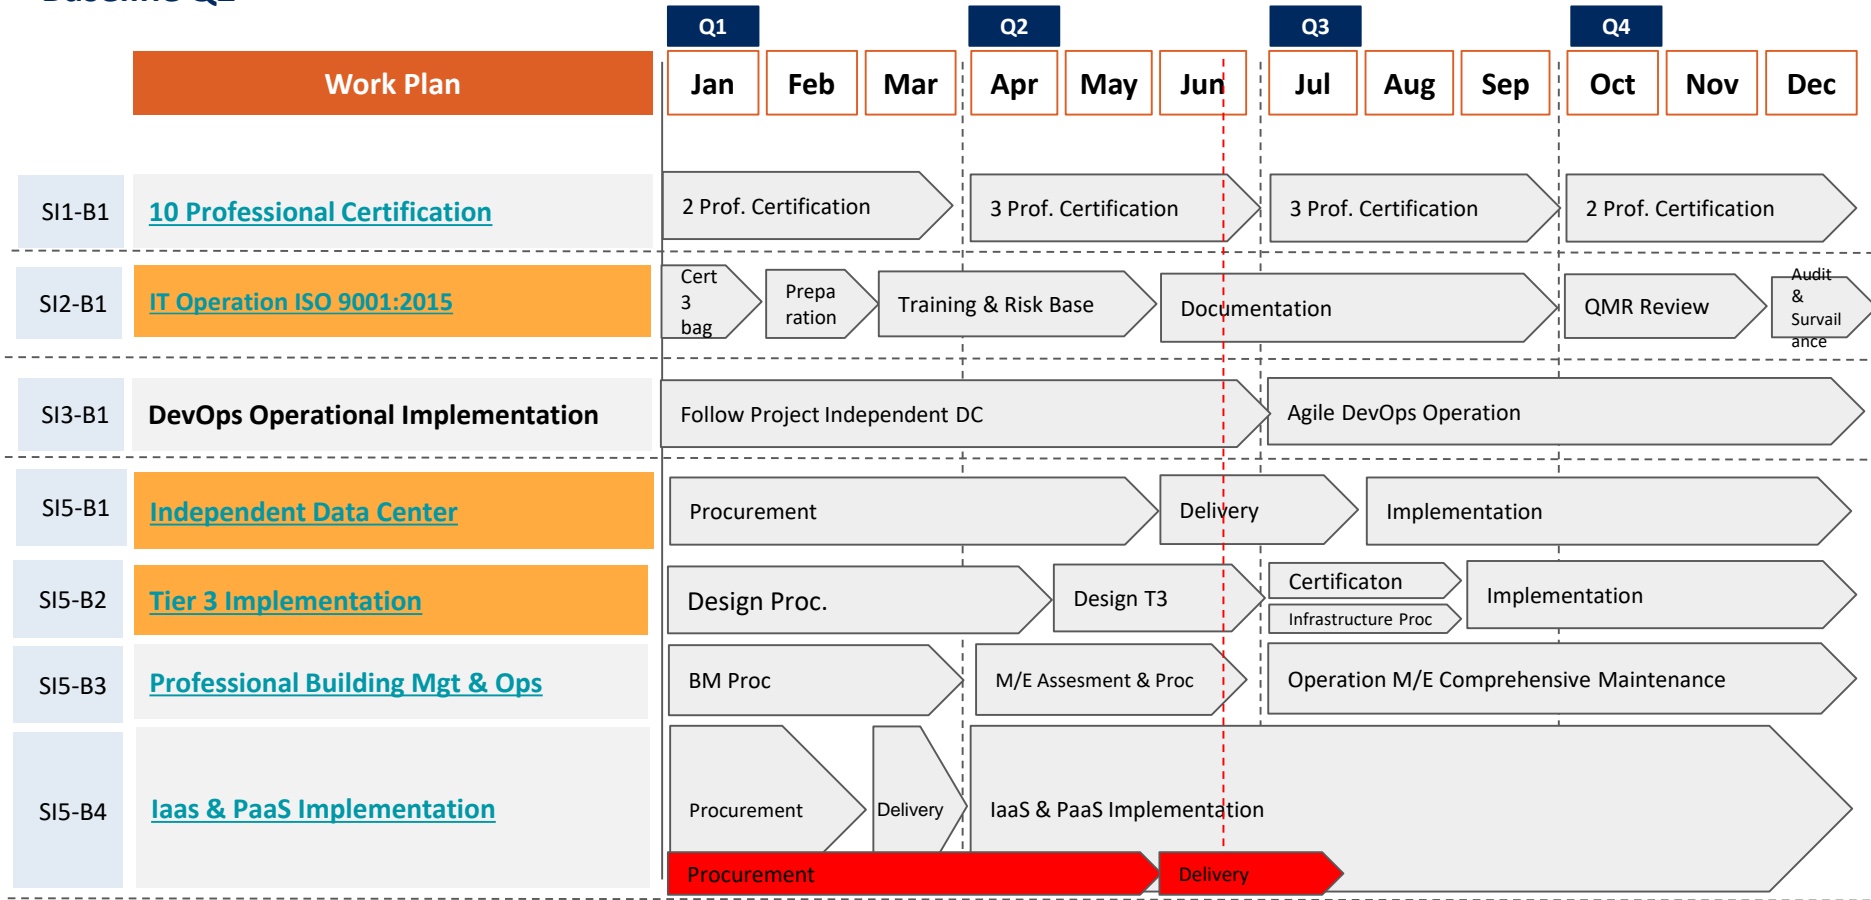 Baseline Q2
Q1
Q2
Q3
Q4
Work Plan
Jan
Feb
Mar
Apr
May
Jun
Jul
Aug
Sep
Oct
Nov
Dec
SI1-B1
10 Professional Certification
2 Prof. Certification
3 Prof. Certification
3 Prof. Certification
2 Prof. Certification
SI2-B1
IT Operation ISO 9001:2015
Cert
3
bag
Prepa
ration
Training & Risk Base
Documentation
QMR Review
Audit
&
Survail
ance
SI3-B1
DevOps Operational Implementation
Follow Project Independent DC
Agile DevOps Operation
SI5-B1
Independent Data Center
Procurement
Delivery
Implementation
SI5-B2
Tier 3 Implementation
Design Proc.
Design T3
Certificaton
Infrastructure Proc
Implementation
SI5-B3
Professional Building Mgt & Ops
BM Proc
M/E Assesment & Proc
Operation M/E Comprehensive Maintenance
SI5-B4
Iaas & PaaS Implementation
Procurement
Delivery
IaaS & PaaS Implementation
Procurement
Delivery